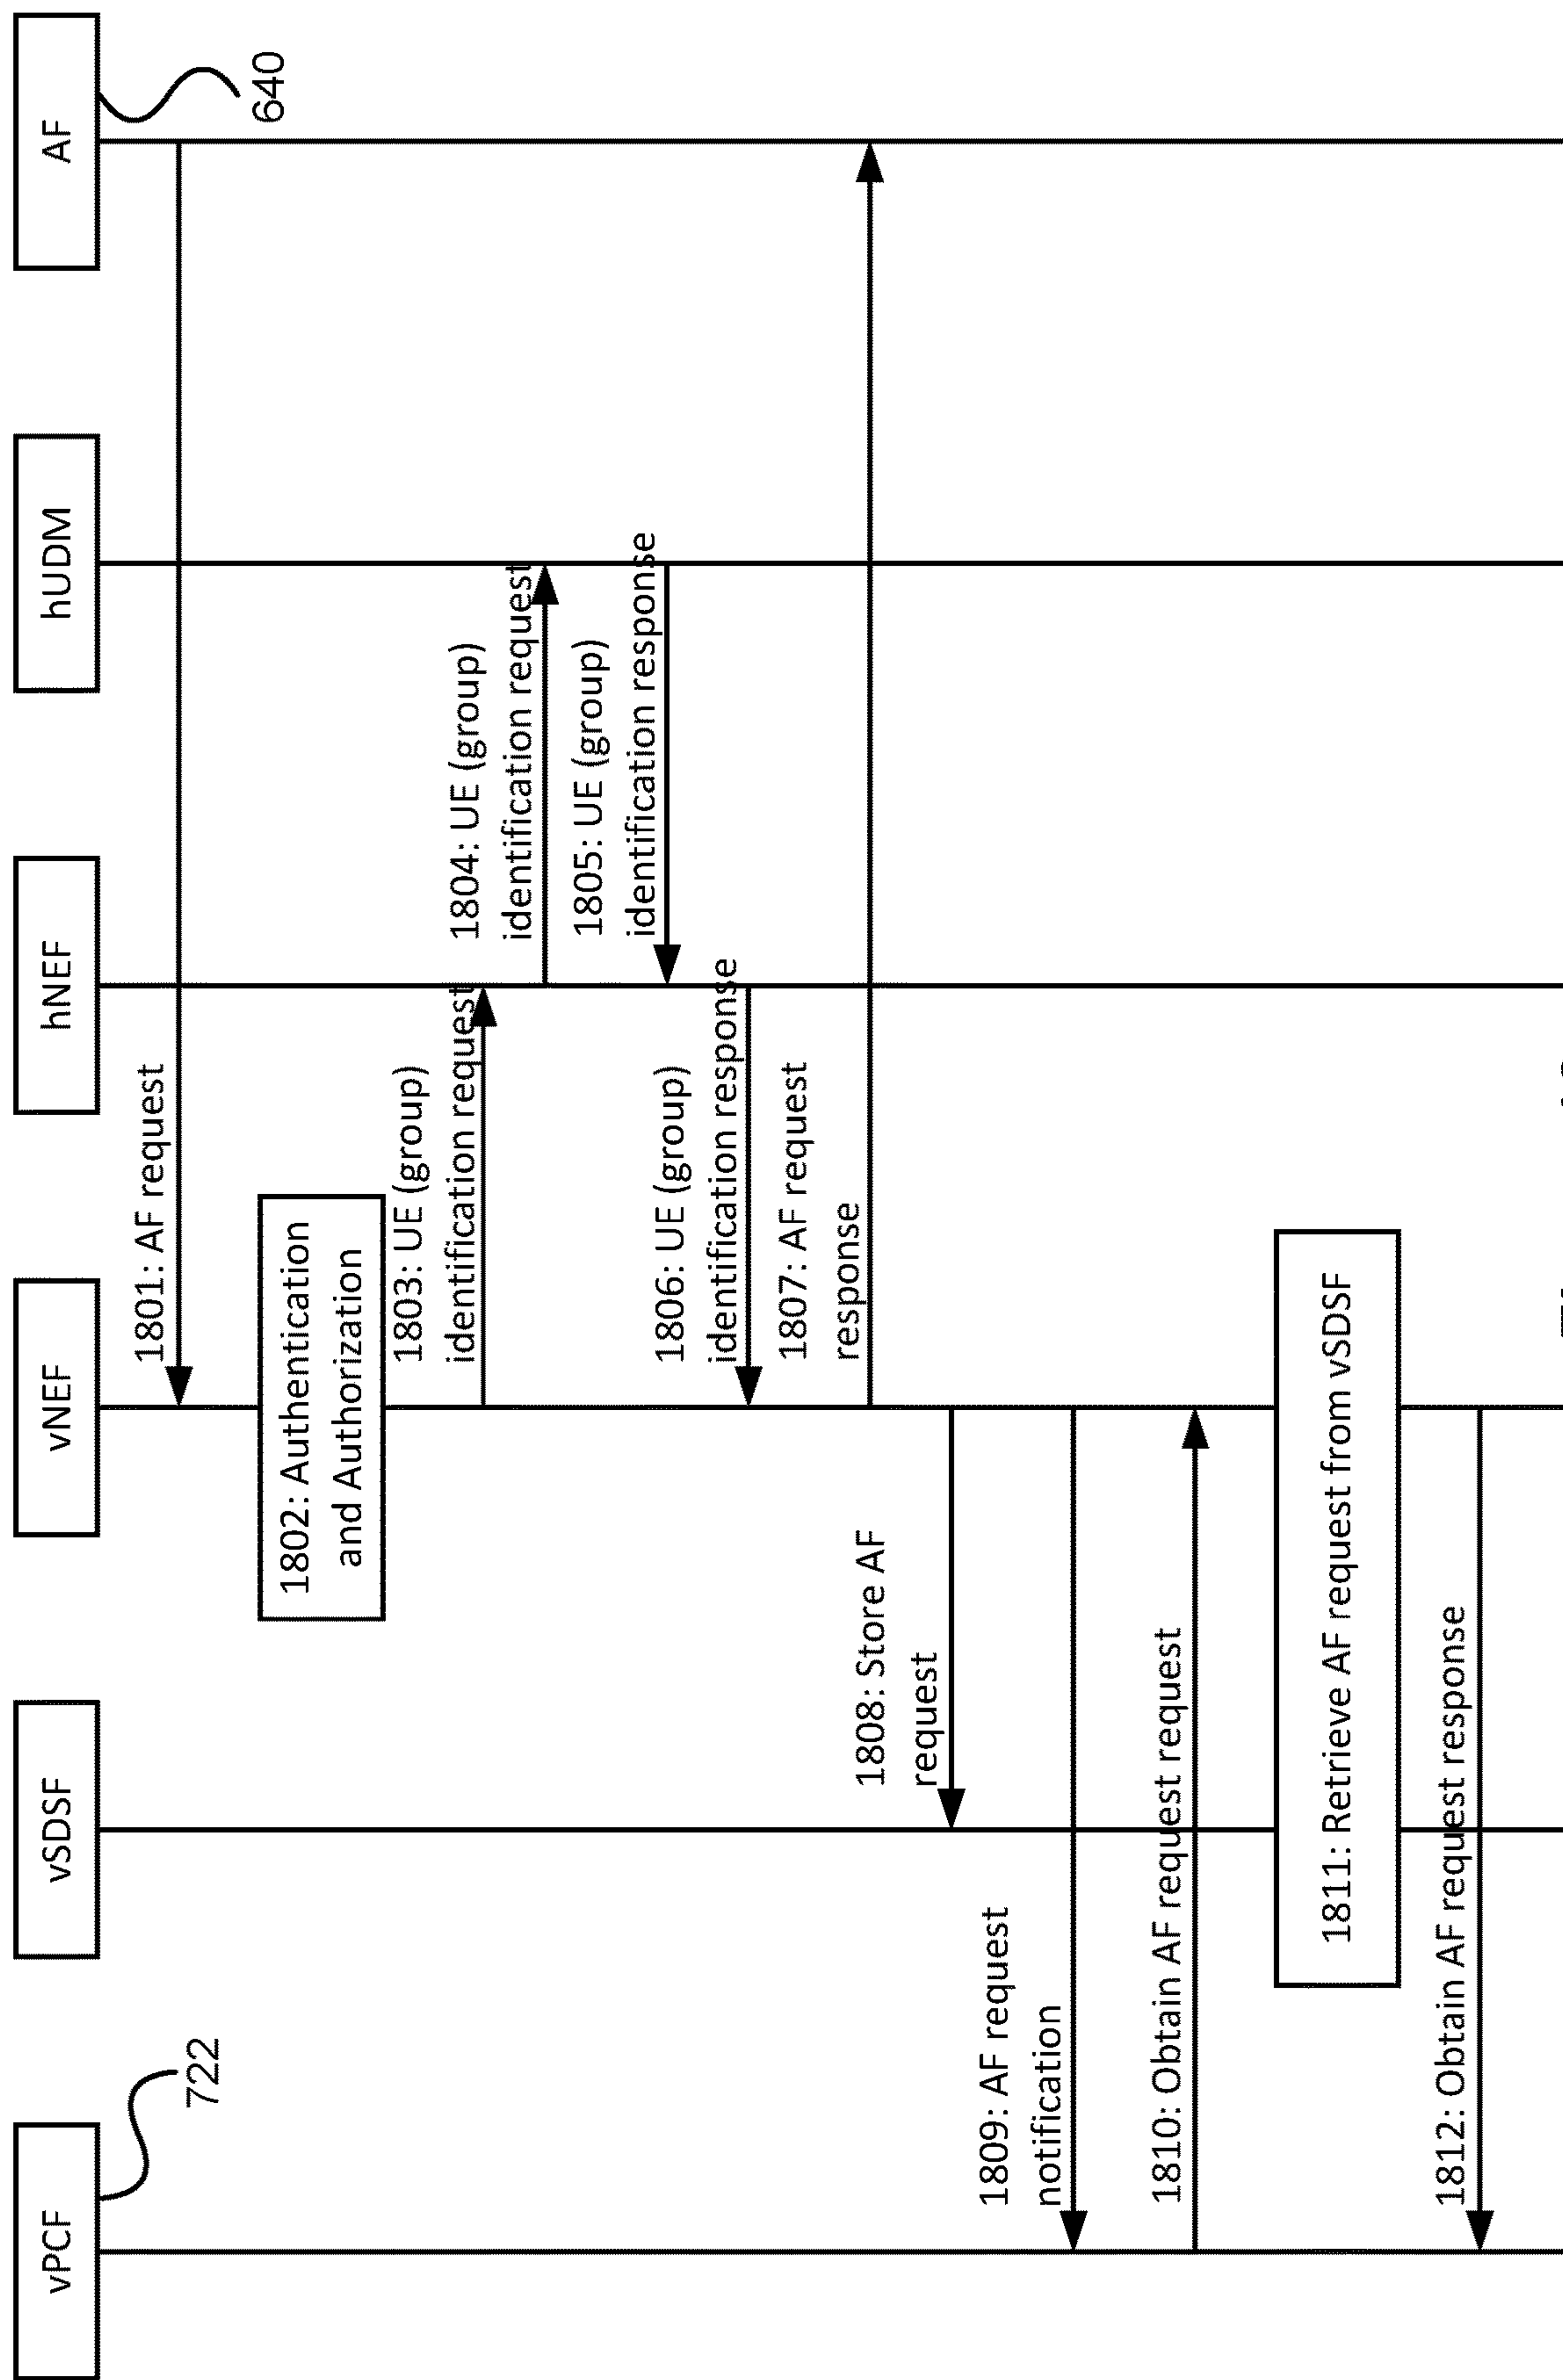 vPCF
vSDSF
vNEF
hNEF
hUDM
AF
722
640
1801: AF request
1802: Authentication
and Authorization
1803: UE (group)
identification request
1804: UE (group)
identification request
1805: UE (group)
identification response
1806: UE (group)
identification response
1807: AF request
response
1808: Store AF
request
1809: AF request
notification
1810: Obtain AF request request
1811: Retrieve AF request from vSDSF
1812: Obtain AF request response